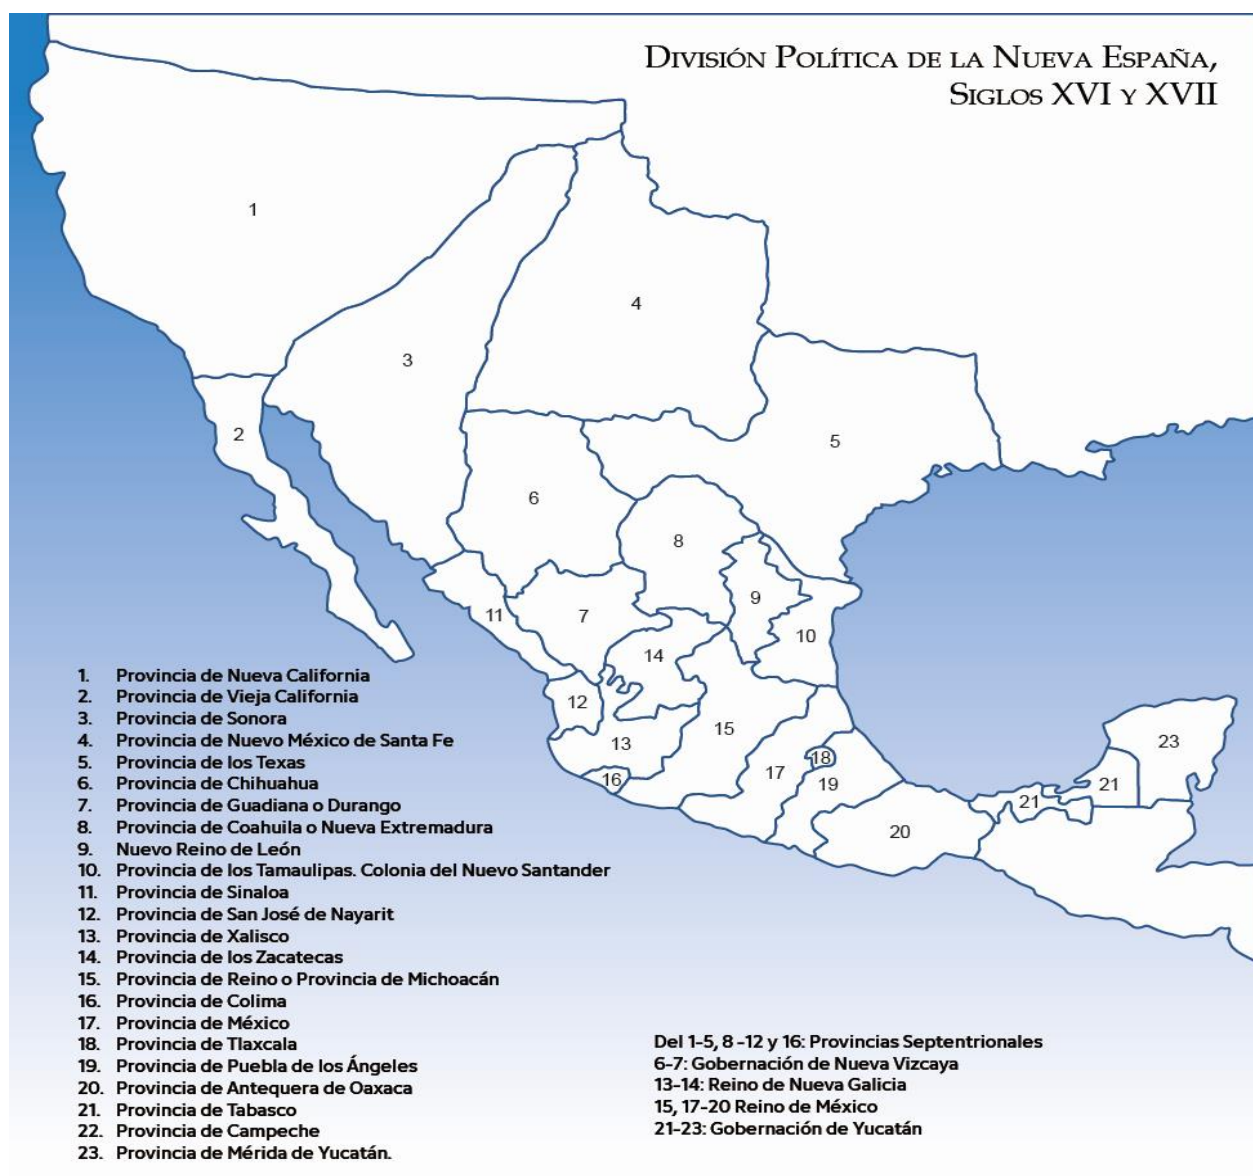 División Política de la Nueva España,
Siglos XVI y XVII
1
2
3
4
5
6
7
8
9
10
11
12
13
14
15
16
17
18
19
20
21
21
23
1. Provincia de Nueva California
2. Provincia de Vieja California
3. Provincia de Sonora
4. Provincia de Nuevo México de Santa Fe
5. Provincia de los Texas
6. Provincia de Chihuahua
7. Provincia de Guadiana o Durango
8. Provincia de Coahuila o Nueva Extremadura
9. Nuevo Reino de León
10. Provincia de los Tamaulipas. Colonia del Nuevo Santander
11. Provincia de Sinaloa
12. Provincia de San José de Nayarit
13. Provincia de Xalisco
14. Provincia de los Zacatecas
15. Provincia de Reino o Provincia de Michoacán
16. Provincia de Colima
17. Provincia de México
18. Provincia de Tlaxcala
19. Provincia de Puebla de los Ángeles
20. Provincia de Antequera de Oaxaca
21. Provincia de Tabasco
22. Provincia de Campeche
23. Provincia de Mérida de Yucatán.
Del 1-5, 8 -12 y 16: Provincias Septentrionales
6-7: Gobernación de Nueva Vizcaya
13-14: Reino de Nueva Galicia
15, 17-20 Reino de México
21-23: Gobernación de Yucatán